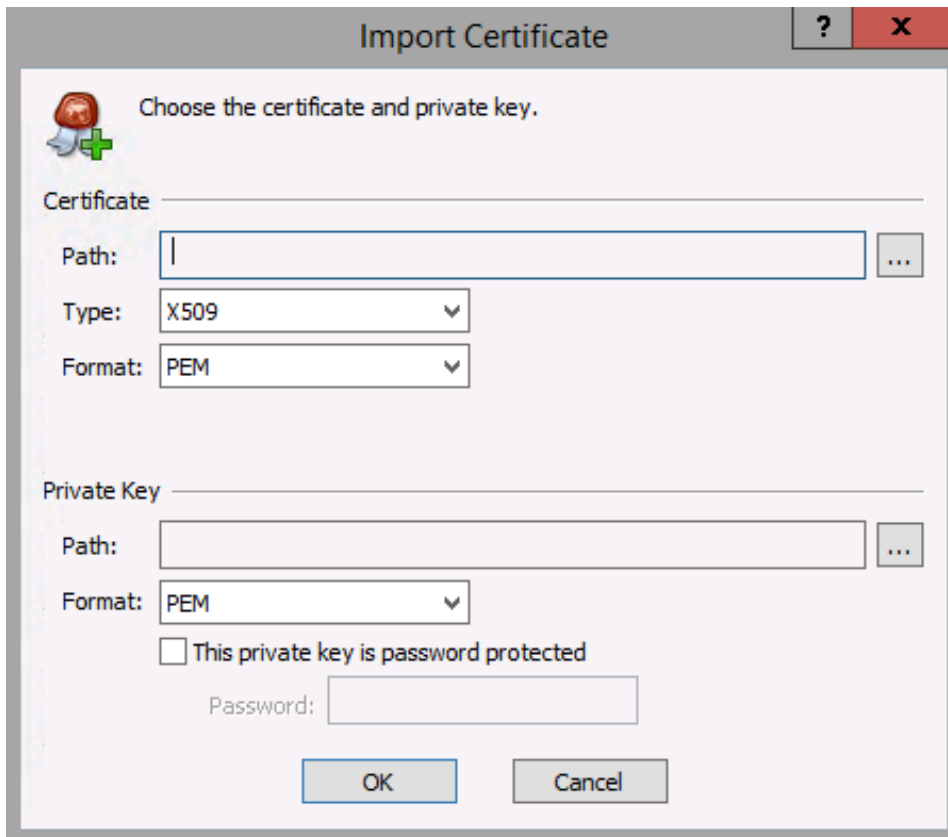 Import Certificate
?
x
Choose the certificate and private key.
Certificate
Path:
...
Type: X509
Format: PEM
Private Key
Path:
...
Format: PEM
This private key is password protected
Password:
OK Cancel